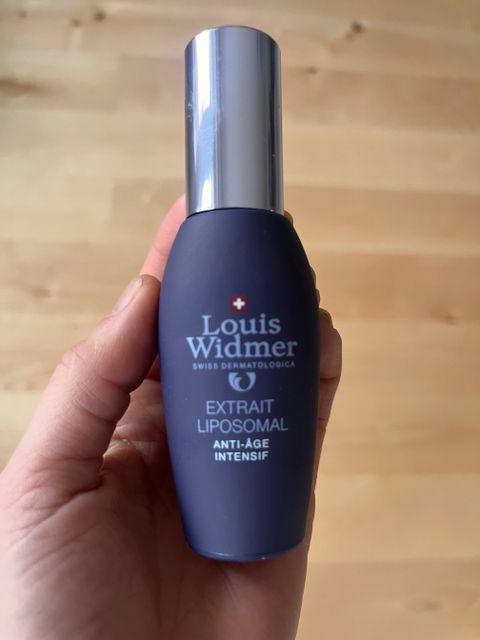 Louis
Widmer
SWISS DERMATOLOGICA
EXTRAIT
LIPOSOMAL
ANTI-ÂGE
INTENSIF